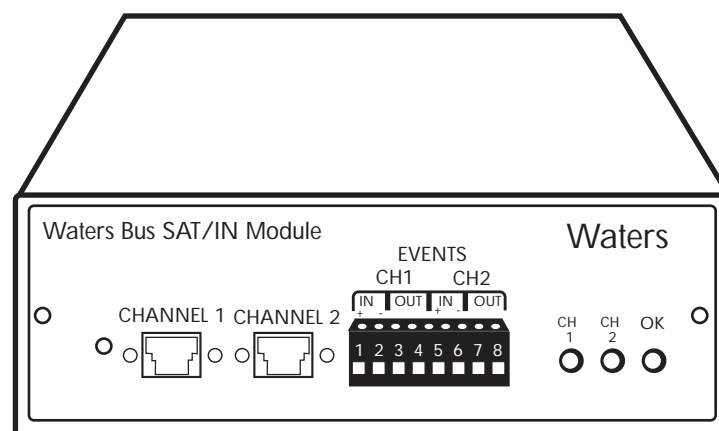 Waters Bus SAT/IN Module
Waters
EVENTS
CH1 CH2
IN OUT IN OUT
+ - + -
CHANNEL 1 CHANNEL 2
1 2 3 4 5 6 7 8
CH
1
CH
2
OK